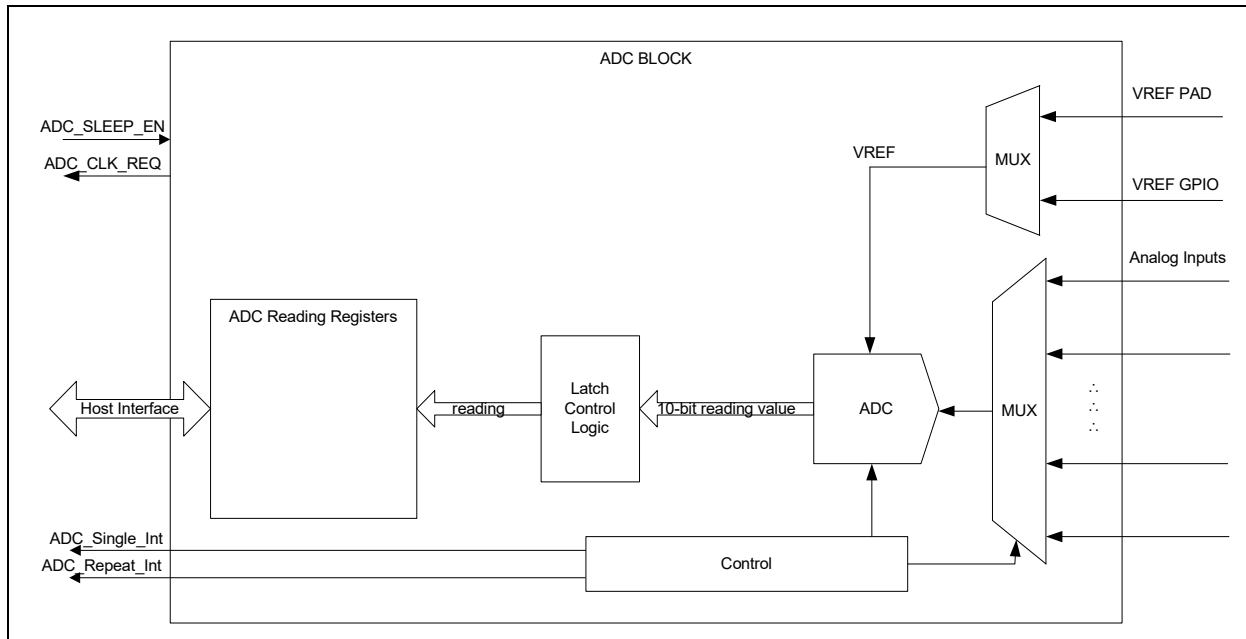 ADC BLOCK
VREF PAD
ADC_SLEEP_EN
VREF
MUX
ADC_CLK_REQ
VREF GPIO
Analog Inputs
ADC Reading Registers
Latch
Control
Logic
Host Interface
reading
10-bit reading value
ADC
MUX
ADC_Single_Int
ADC_Repeat_Int
Control